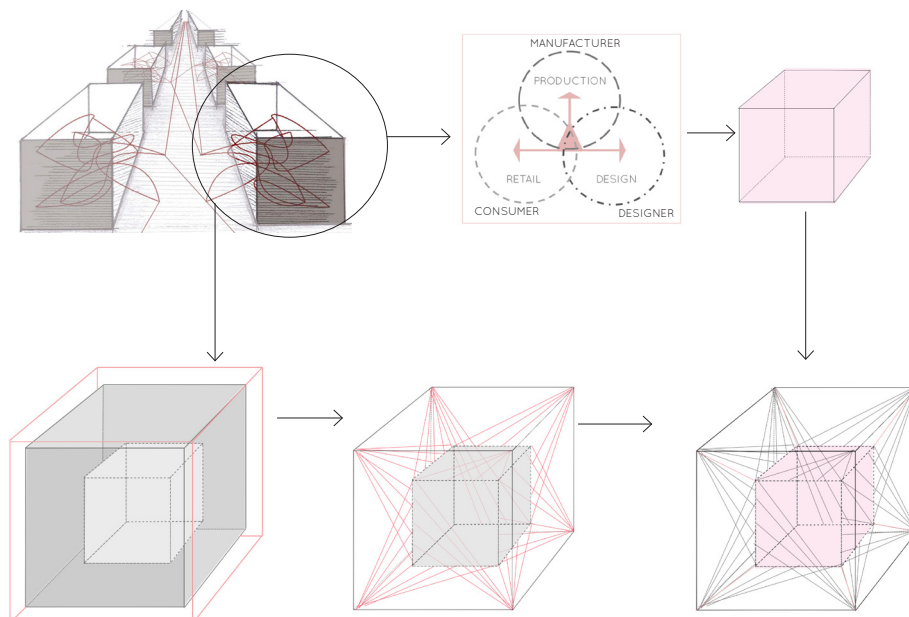 MANUFACTURER
PRODUCTION
RETAIL
DESIGN
CONSUMER
DESIGNER